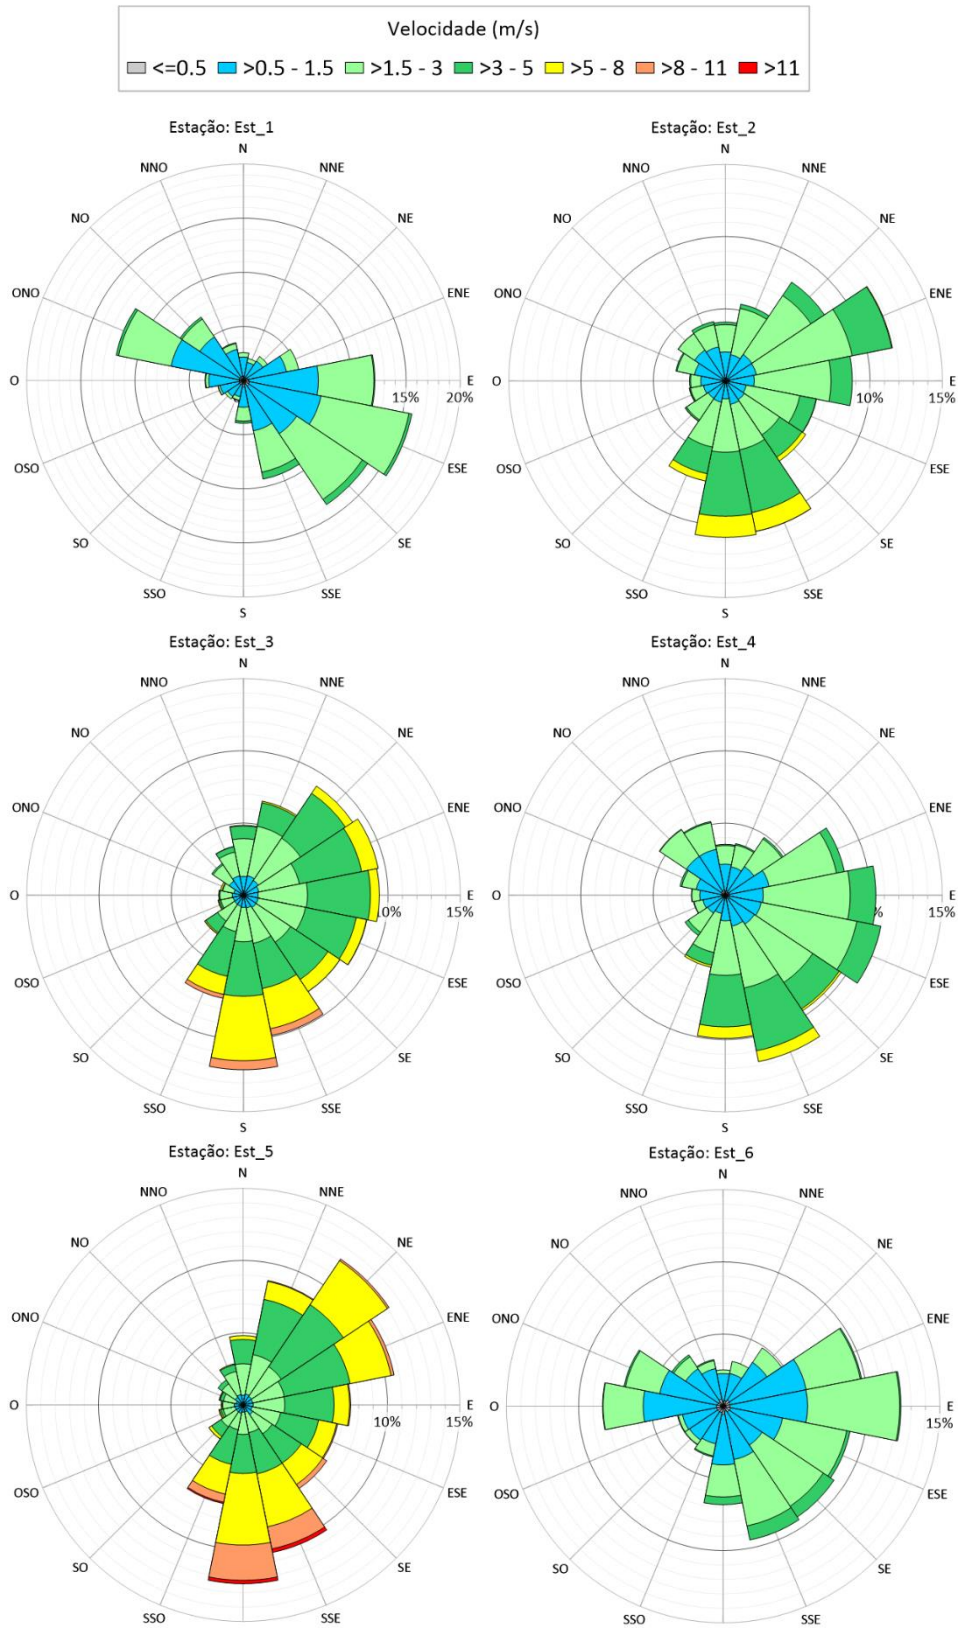 Velocidade (m/s)
<=0.5 >0.5 - 1.5 >1.5 - 3 >3 - 5 >5 - 8 >8 - 11 >11
Estação: Est_1 Estação: Est_2
N N
NNO NNE NNO NNE
NO NE NO NE
ONO ENE ONO ENE
O E O E
15% 20% 10% 15%
OSO ESE OSO ESE
SO SE SO SE
SSO SSE SSO SSE
S S
Estação: Est_3 Estação: Est_4
N N
NNO NNE NNO NNE
NO NE NO NE
ONO ENE ONO ENE
O E O E
10% 15% % 15%
OSO ESE OSO ESE
SO SE SO SE
SSO SSE SSO SSE
S S
Estação: Est_5 Estação: Est_6
N N
NNO NNE NNO NNE
NO NE NO NE
ONO ENE ONO ENE
O E O E
10% 15% 15%
OSO ESE OSO ESE
SO SE SO SE
SSO SSE SSO SSE